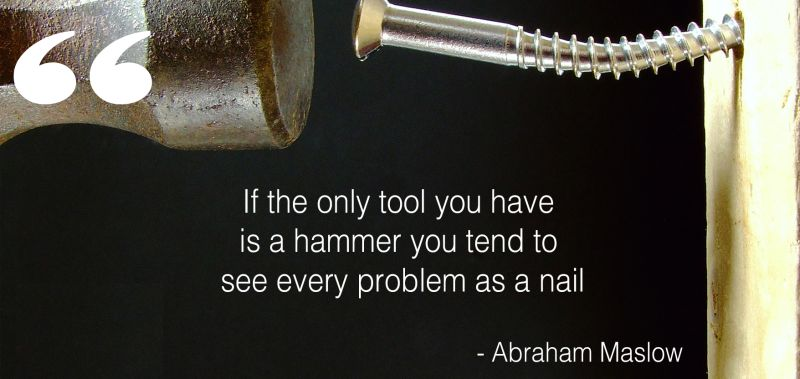 “
If the only tool you have
is a hammer you tend to
see every problem as a nail
- Abraham Maslow